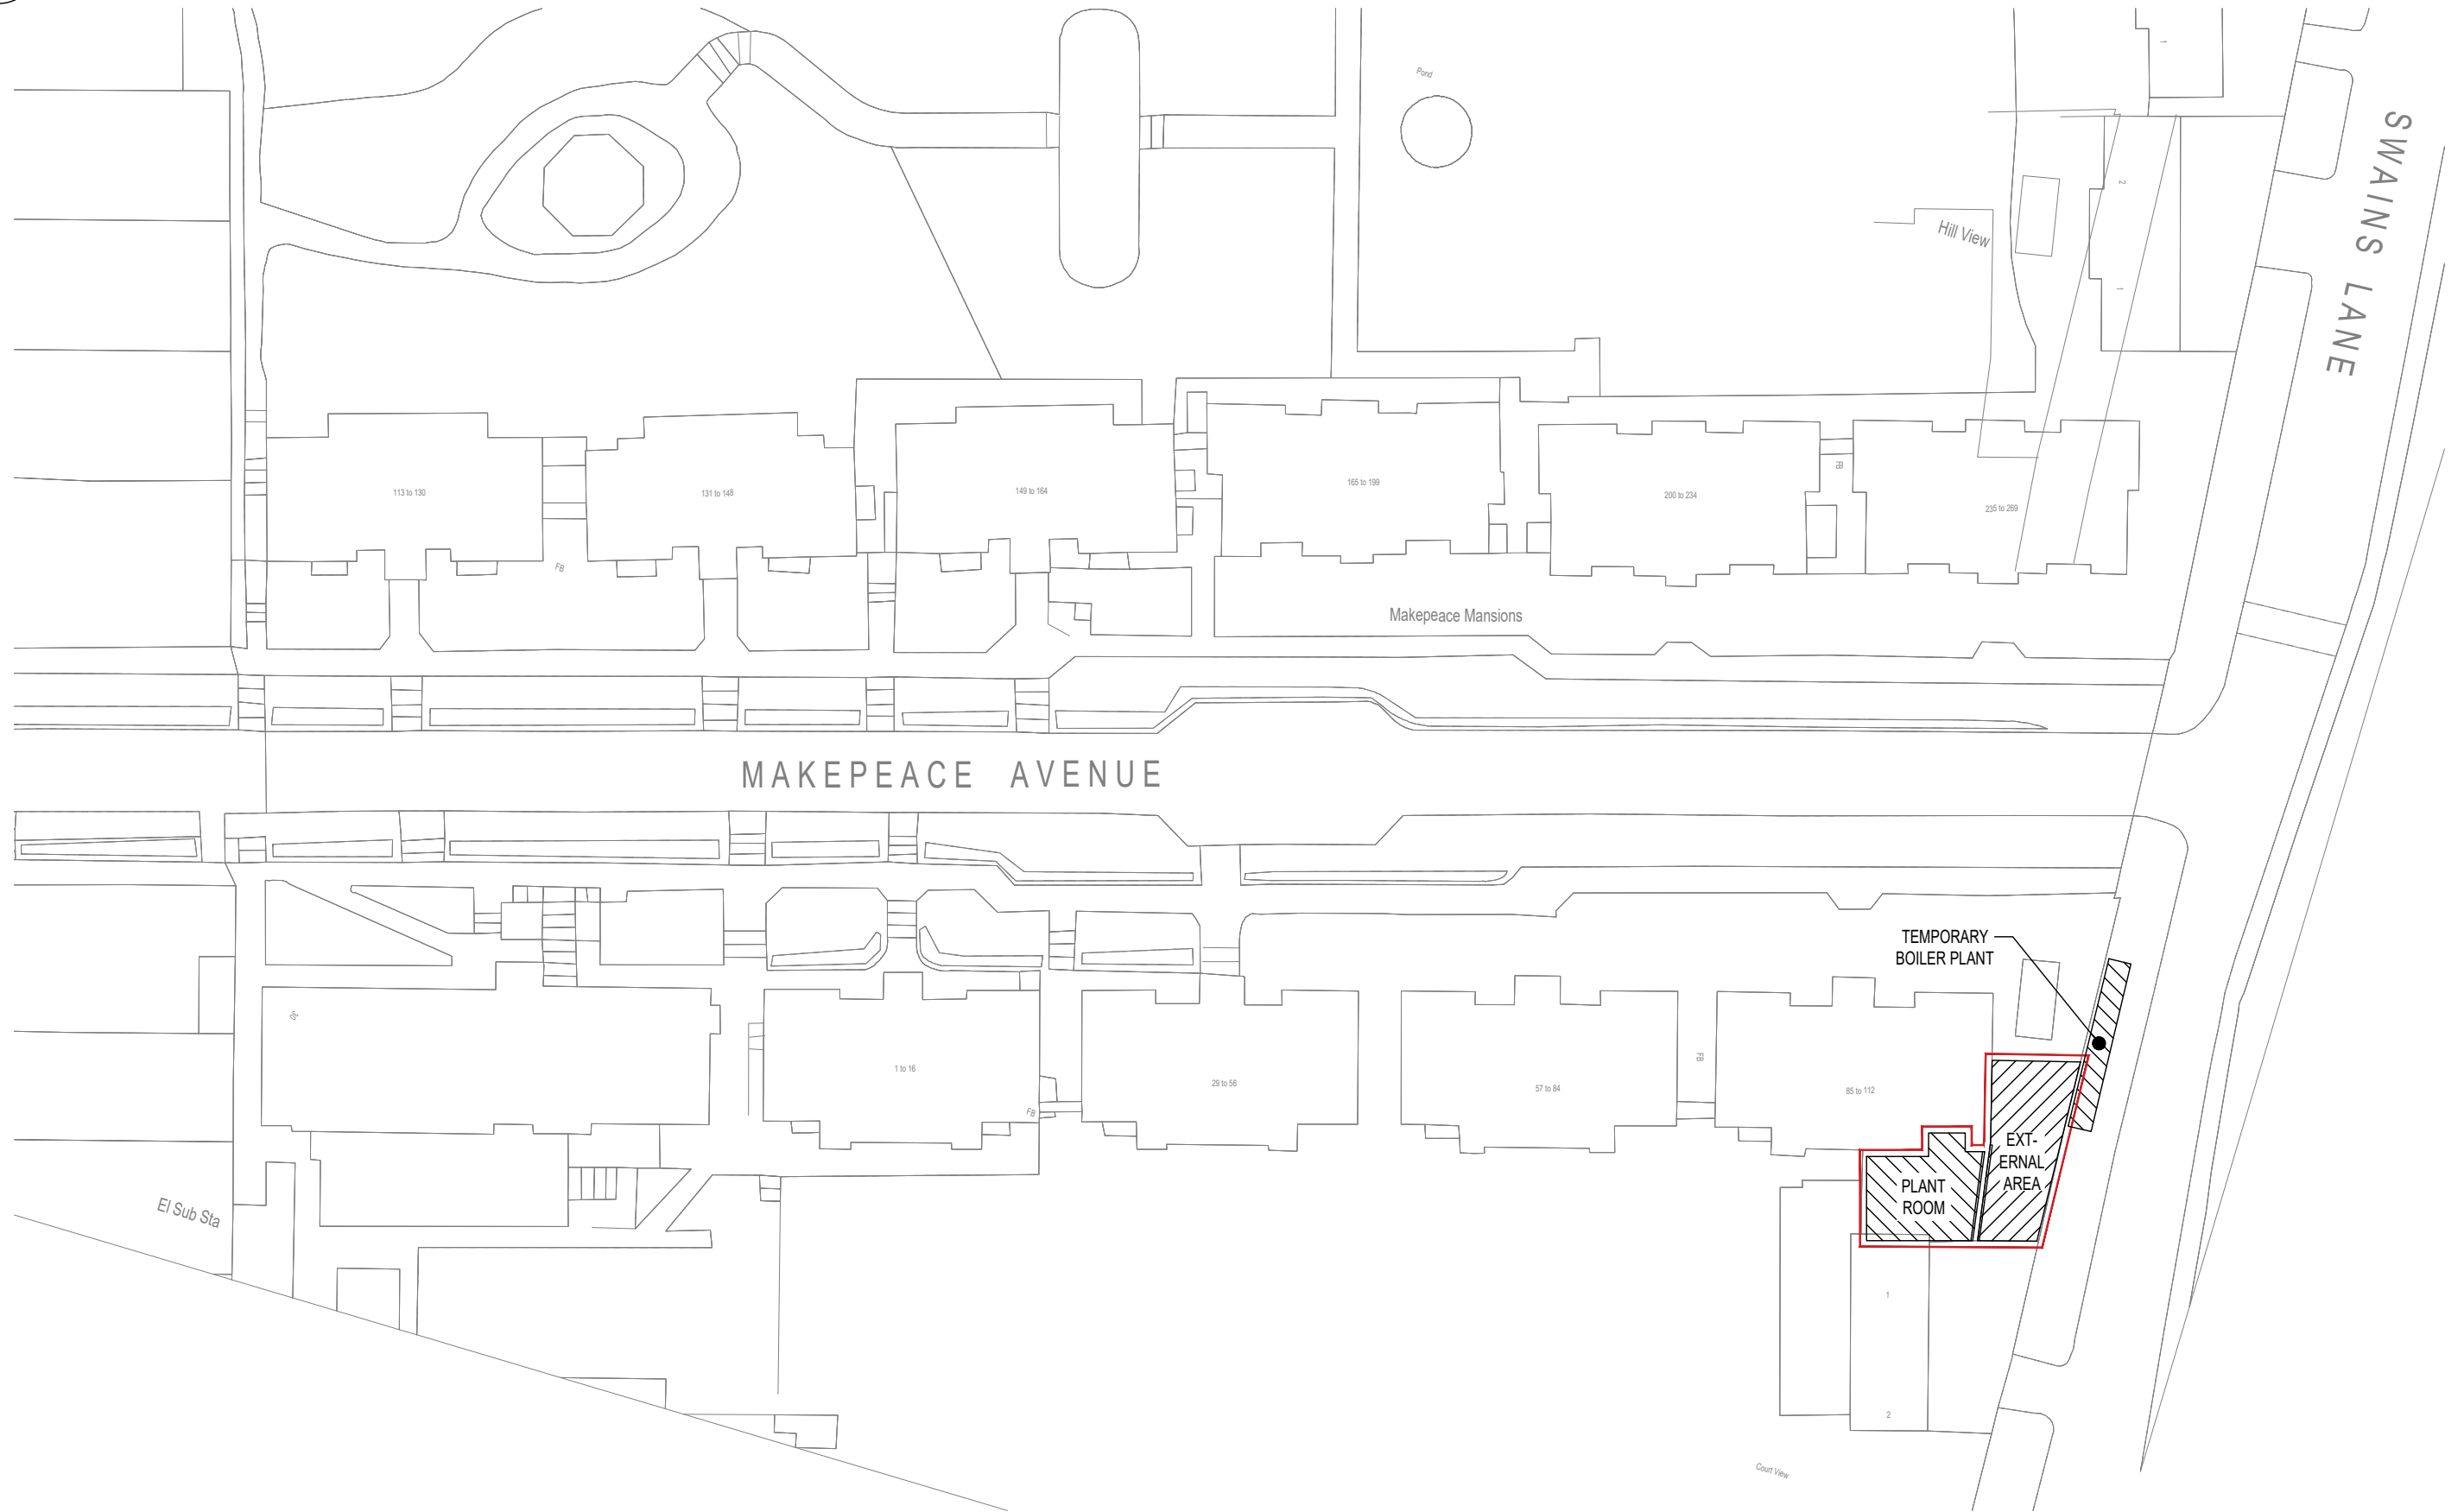 Pond
1
SWAINS LANE
2
Hill View
1
113 to 130
131 to 148
149 to 164
165 to 199
200 to 234
FB
235 to 269
FB
Makepeace Mansions
MAKEPEACE AVENUE
TEMPORARY
BOILER PLANT
1 to 16
29 to 56
57 to 84
FB
85 to 112
FB
EXT-
ERNAL
AREA
PLANT
ROOM
El Sub Sta
1
2
Court View